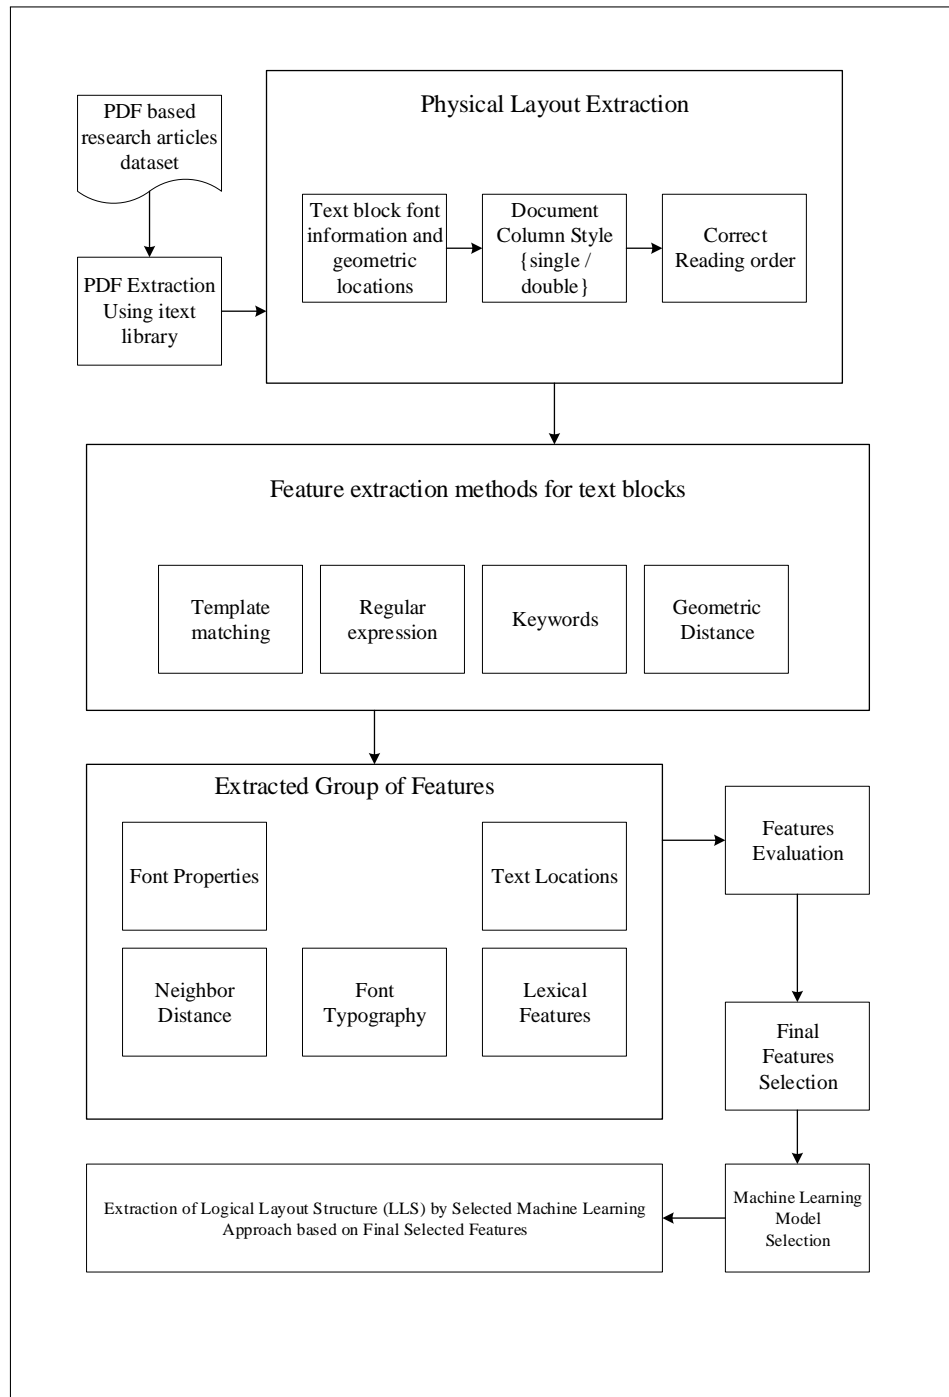 PDF based
research articles
dataset
PDF Extraction
Using itext
library
Physical Layout Extraction
Text block font
information and
geometric
locations
Document
Column Style
{single /
double}
Correct
Reading order
Feature extraction methods for text blocks
Template
matching
Regular
expression
Keywords
Geometric
Distance
Extracted Group of Features
Font Properties
Text Locations
Neighbor
Distance
Font
Typography
Lexical
Features
Features
Evaluation
Final
Features
Selection
Machine Learning
Model
Selection
Extraction of Logical Layout Structure (LLS) by Selected Machine Learning
Approach based on Final Selected Features